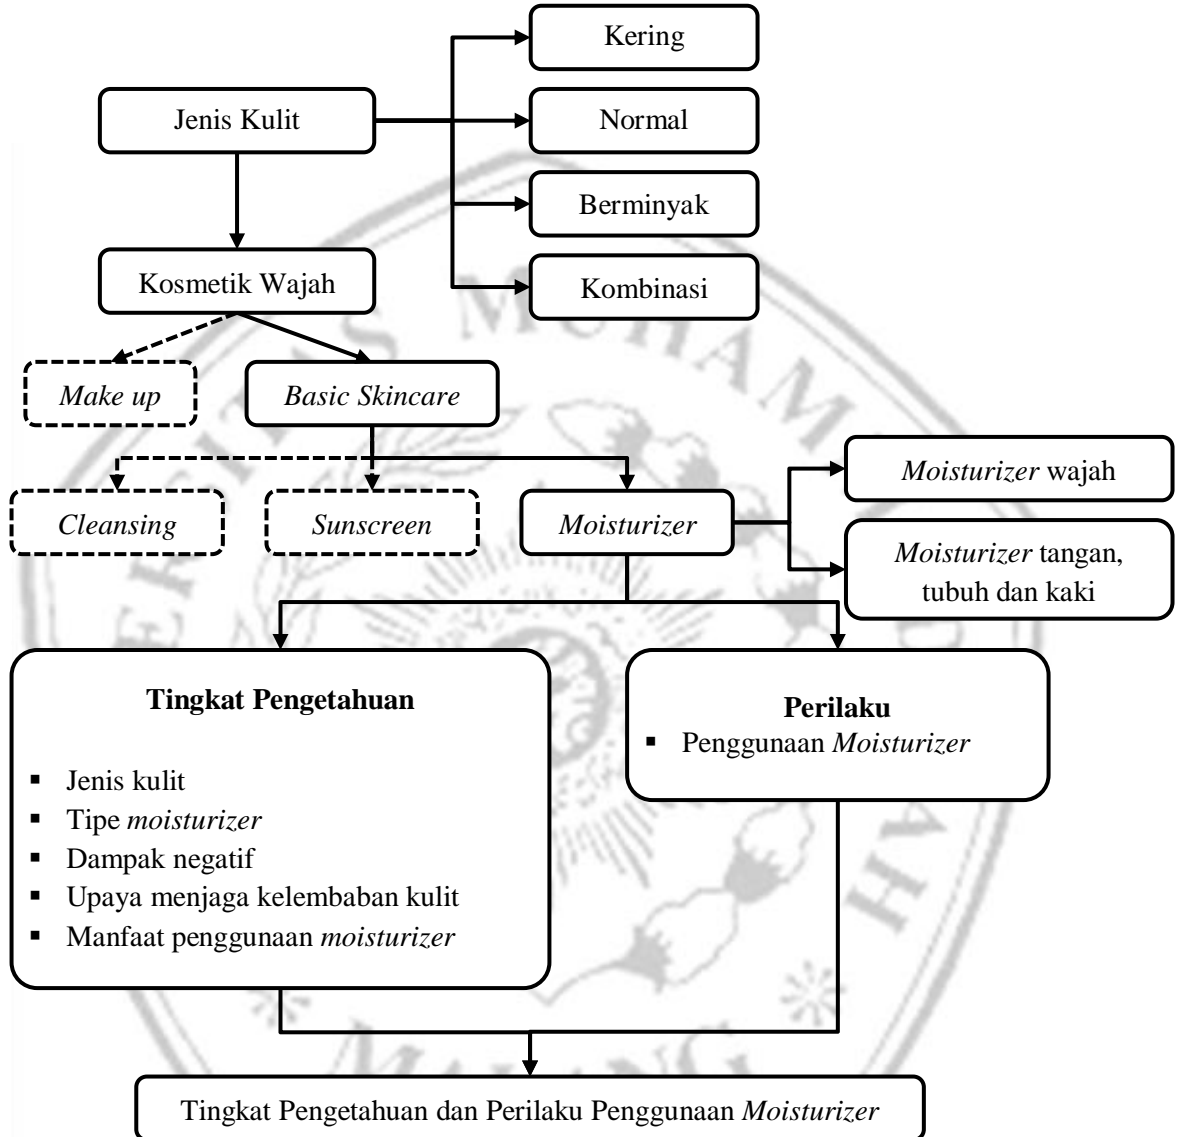 Kering
Jenis Kulit
Normal
Berminyak
Kosmetik Wajah
Kombinasi
Make up
Basic Skincare
Moisturizer wajah
Cleansing
Sunscreen
Moisturizer
Moisturizer tangan,
tubuh dan kaki
Tingkat Pengetahuan
▪ Jenis kulit
▪ Tipe moisturizer
▪ Dampak negatif
▪ Upaya menjaga kelembaban kulit
▪ Manfaat penggunaan moisturizer
Perilaku
▪ Penggunaan Moisturizer
Tingkat Pengetahuan dan Perilaku Penggunaan Moisturizer